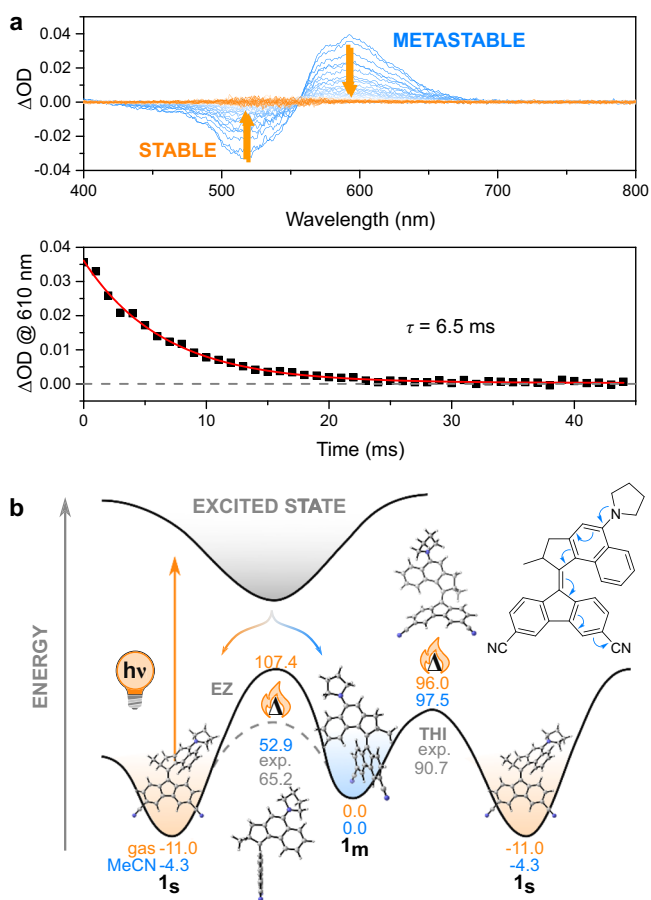 a
0.04
0.02
0.00
-0.02
-0.04
ΔOD
METASTABLE
STABLE
400 500 600 700 800
Wavelength (nm)
0.04
0.03
0.02
0.01
0.00
ΔOD @ 610 nm
τ = 6.5 ms
0 10 20 30 40
Time (ms)
b
ENERGY
EXCITED STATE
N
NC
CN
hν
EZ
107.4
Δ
52.9
exp.
65.2
Δ
96.0
97.5
THI
exp.
90.7
gas -11.0
MeCN -4.3
1s
0.0
0.0
1m
-11.0
-4.3
1s